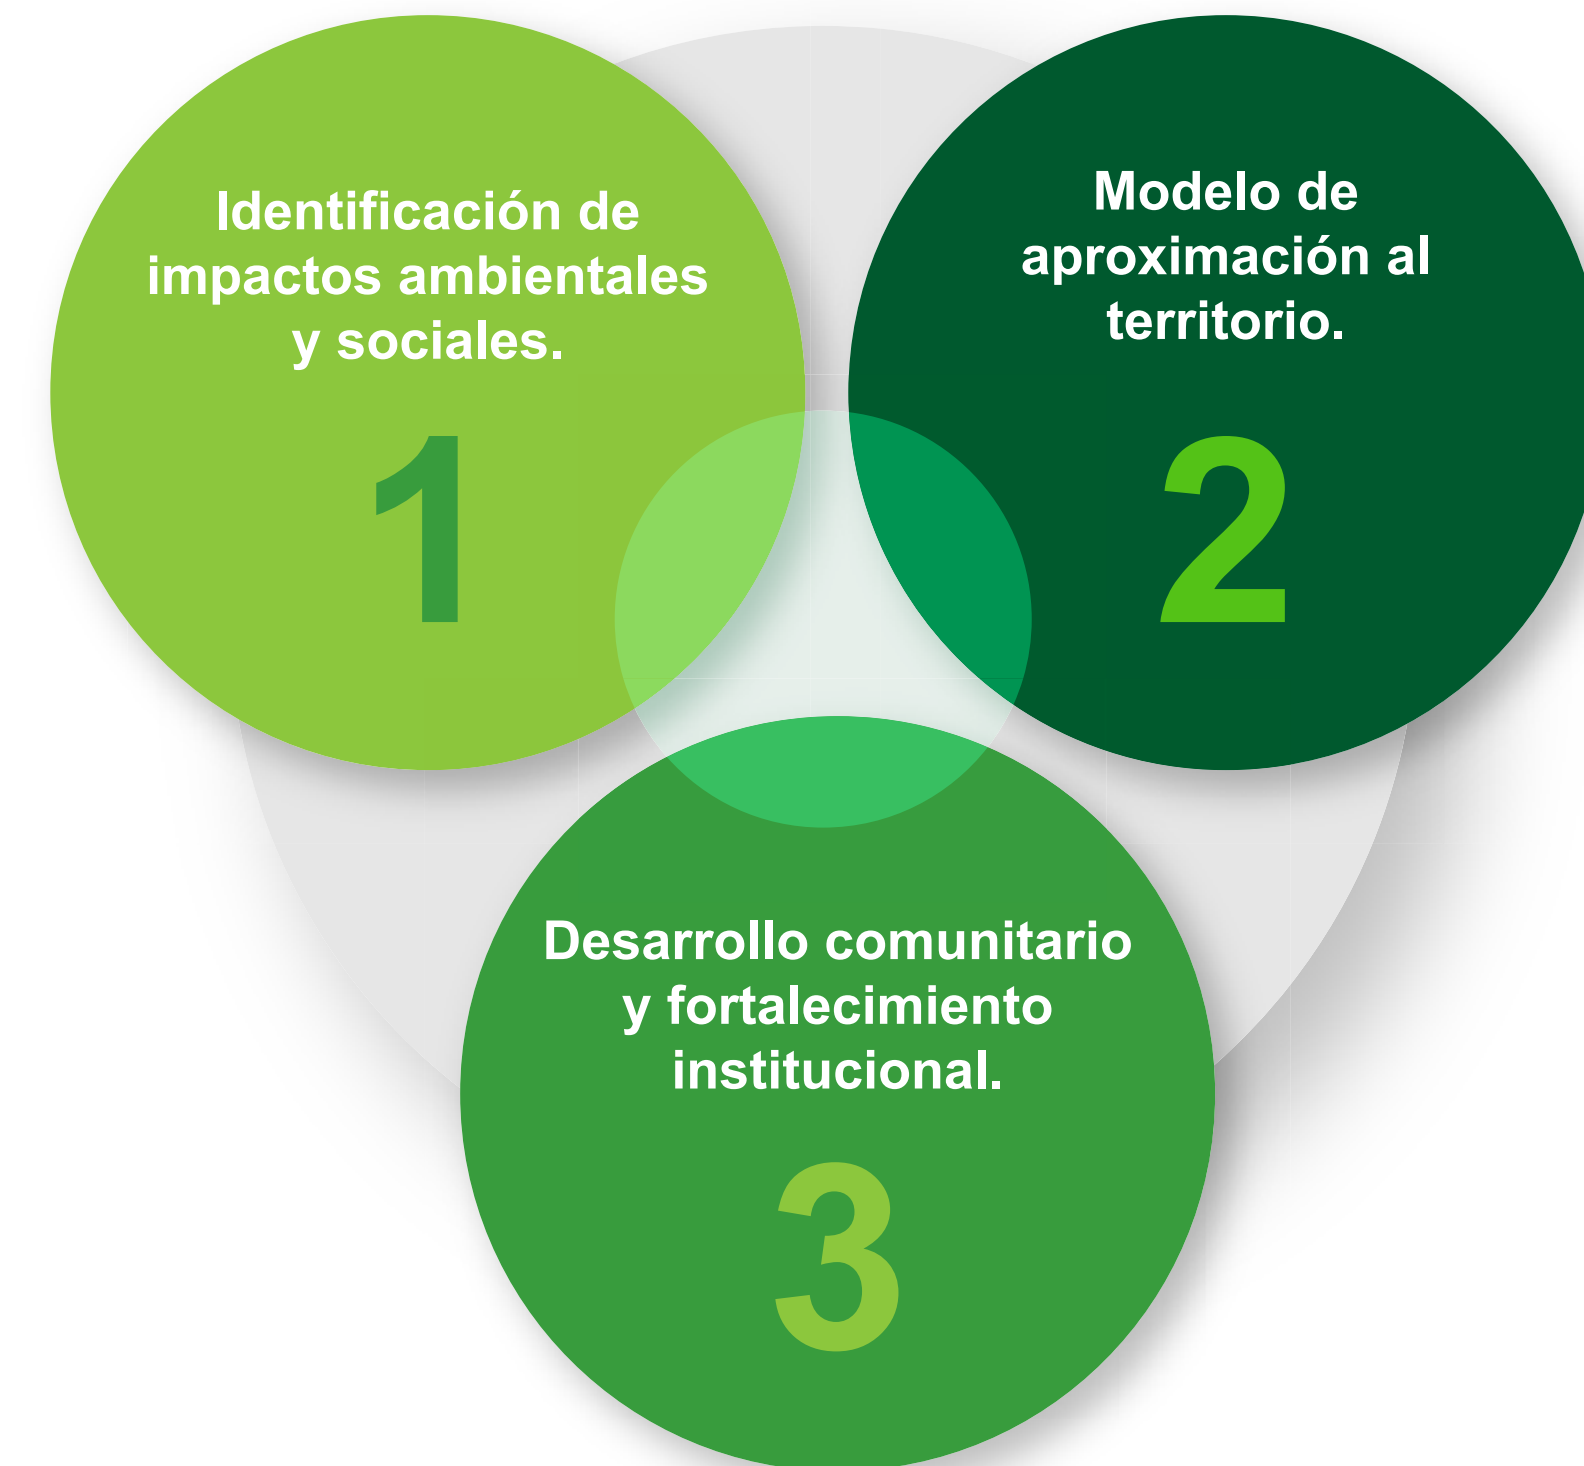 Identificación de
impactos ambientales
y sociales.
1
Modelo de
aproximación al
territorio.
2
Desarrollo comunitario
y fortalecimiento
institucional.
3